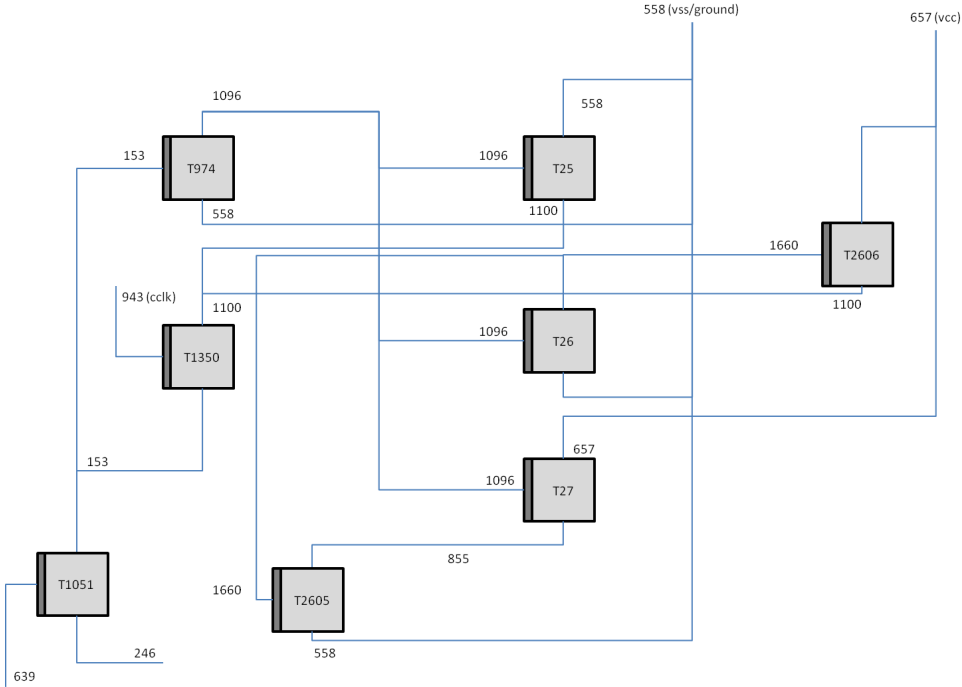 558 (vss/ground)
657 (vcc)
1096
558
153
T974
1096
T25
558
1100
1660
T2606
943 (cclk)
1100
1100
T1350
1096
T26
657
153
1096
T27
855
T1051
1660
T2605
246
558
639